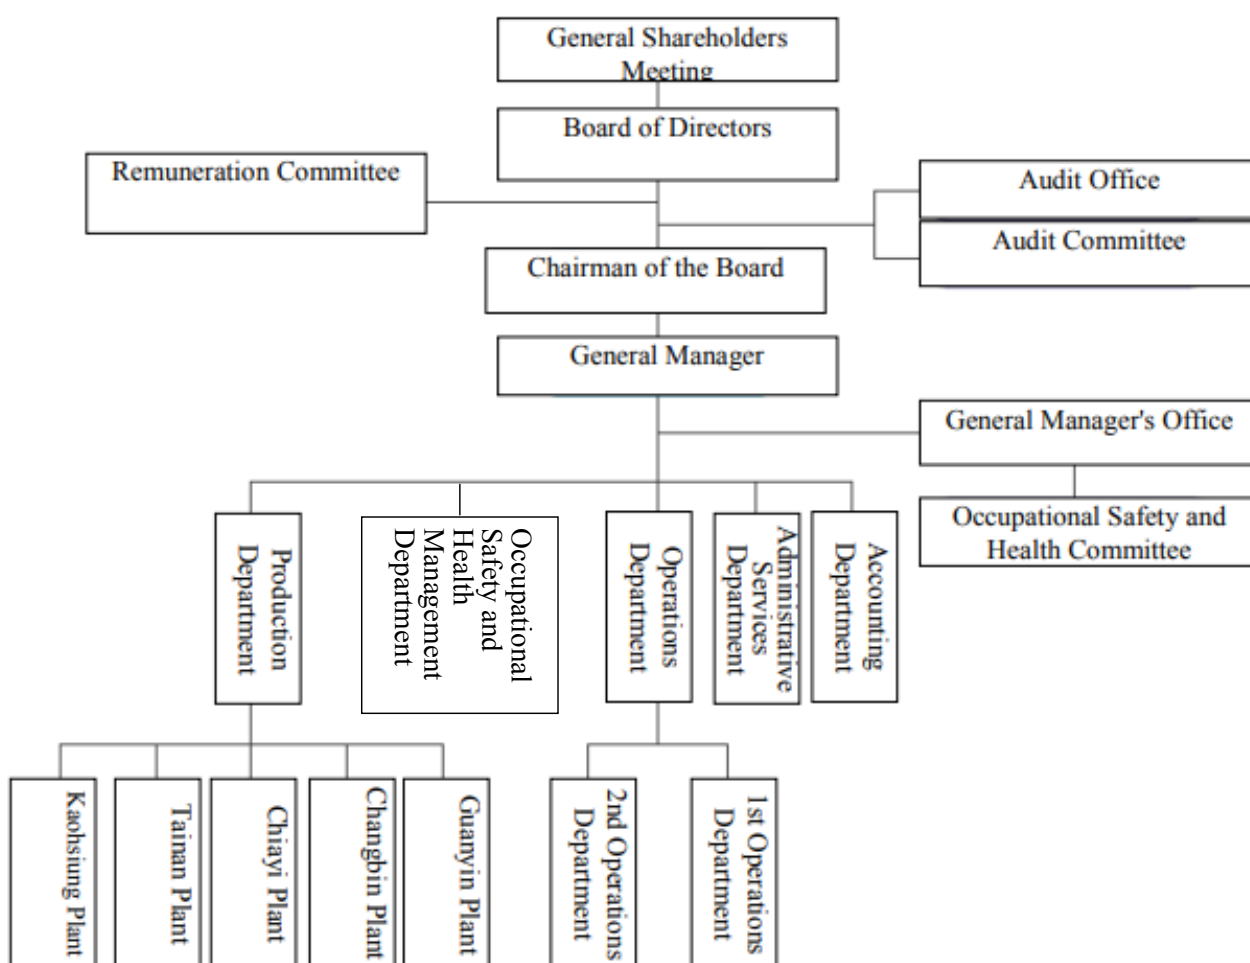 General Shareholders
Meeting
Board of Directors
Remuneration Committee
Audit Office
Audit Committee
Chairman of the Board
General Manager
General Manager's Office
Occupational Safety and
Health Committee
Production
Department
Occupational
Safety and
Health
Management
Department
Operations
Department
Administrative
Services
Department
Accounting
Department
Kaohsiung Plant
Tainan Plant
Chiayi Plant
Changbin Plant
Guanyin Plant
2nd Operations
Department
1st Operations
Department